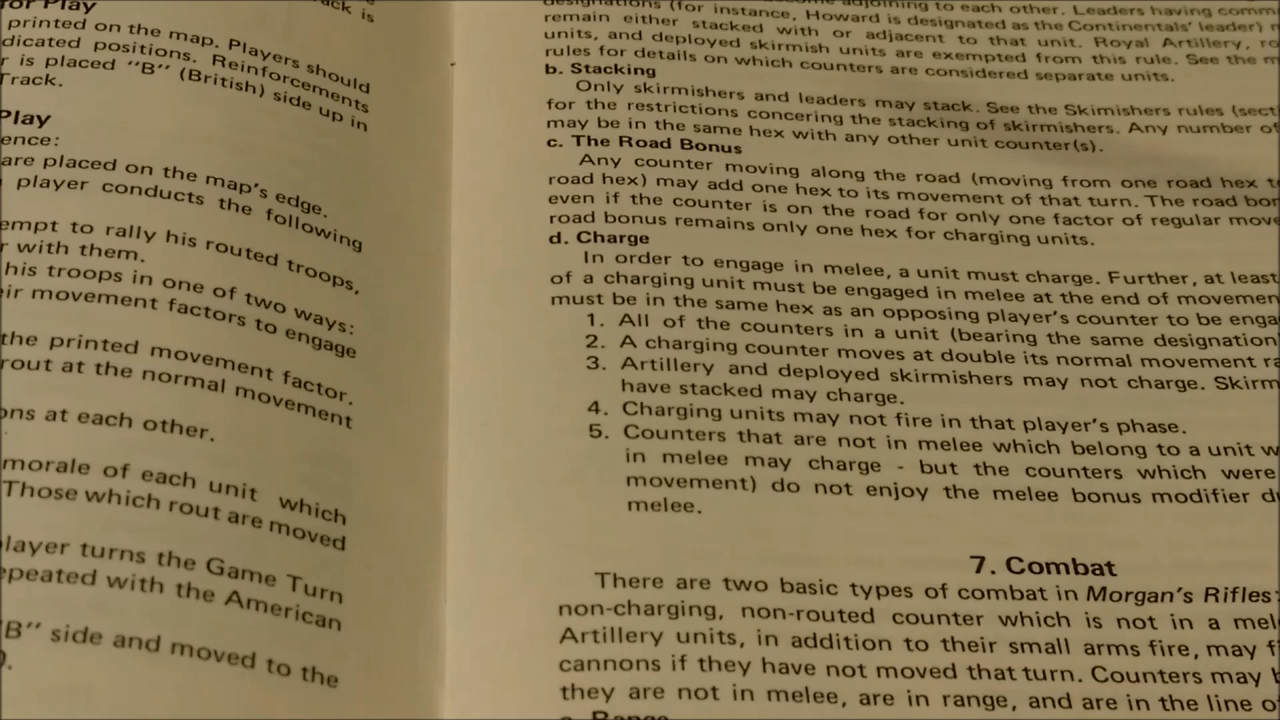 for Play
printed on the map. Players should
dicated positions. Reinforcements
r is placed "B" (British) side up in
Track.
Play
ence:
are placed on the map's edge.
player conducts the following
empt to rally his routed troops,
r with them.
his troops in one of two ways:
eir movement factors to engage
the printed movement factor.
rout at the normal movement
ons at each other.
morale of each unit which
Those which rout are moved
layer turns the Game Turn
epeated with the American
"B" side and moved to the
adjoining to each other. Leaders having comm
designations (for instance, Howard is designated as the Continentals' leader)
remain either stacked with or adjacent to that unit. Royal Artillery,
units, and deployed skirmish units are exempted from this rule. See the
rules for details on which counters are considered separate units.
b. Stacking
Only skirmishers and leaders may stack. See the Skimishers rules (sect
for the restrictions concering the stacking of skirmishers. Any number of
may be in the same hex with any other unit counter(s).
c. The Road Bonus
Any counter moving along the road (moving from one road hex
road hex) may add one hex to its movement of that turn. The road bon
even if the counter is on the road for only one factor of regular move
road bonus remains only one hex for charging units.
d. Charge
In order to engage in melee, a unit must charge. Further, at least
of a charging unit must be engaged in melee at the end of movemen
must be in the same hex as an opposing player's counter to be enga
1. All of the counters in a unit (bearing the same designation
2. A charging counter moves at double its normal movement ra
3. Artillery and deployed skirmishers may not charge. Skirm
have stacked may charge.
4. Charging units may not fire in that player's phase.
5. Counters that are not in melee which belong to a unit w
in melee may charge - but the counters which were
movement) do not enjoy the melee bonus modifier d
melee.
7. Combat
There are two basic types of combat in Morgan's Rifles
non-charging, non-routed counter which is not in a mel
Artillery units, in addition to their small arms fire, may f
cannons if they have not moved that turn. Counters may
they are not in melee, are in range, and are in the line o
Range